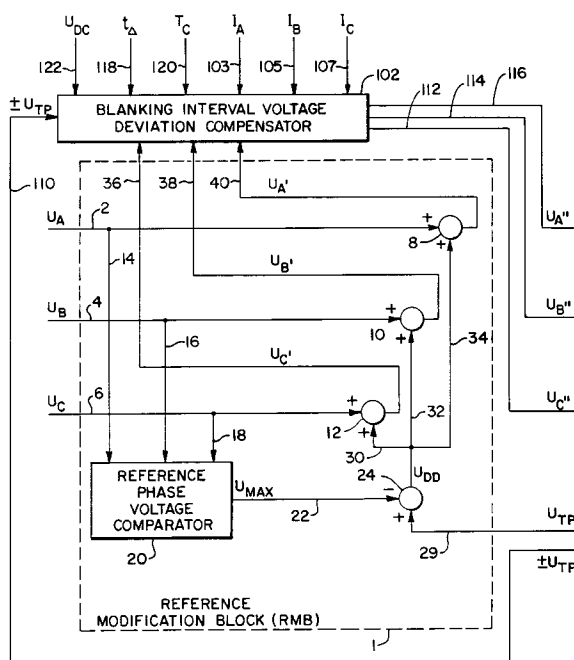 U_DC t_Δ T_C I_A I_B I_C
122 118 120 103 105 107 102 114 116
±U_TP 112
BLANKING INTERVAL VOLTAGE
DEVIATION COMPENSATOR
110 36 38 40 U_A'
U_A 2 + 8 U_A"
14 +
U_B' 
U_B 4 + 10 U_B"
16 + 34
U_C'
U_C 6 + 12 U_C"
18 + 32
30
REFERENCE
PHASE
VOLTAGE
COMPARATOR
20
U_MAX 24 U_DD
22 −
+ U_TP
29 ±U_TP
REFERENCE
MODIFICATION BLOCK (RMB)
1